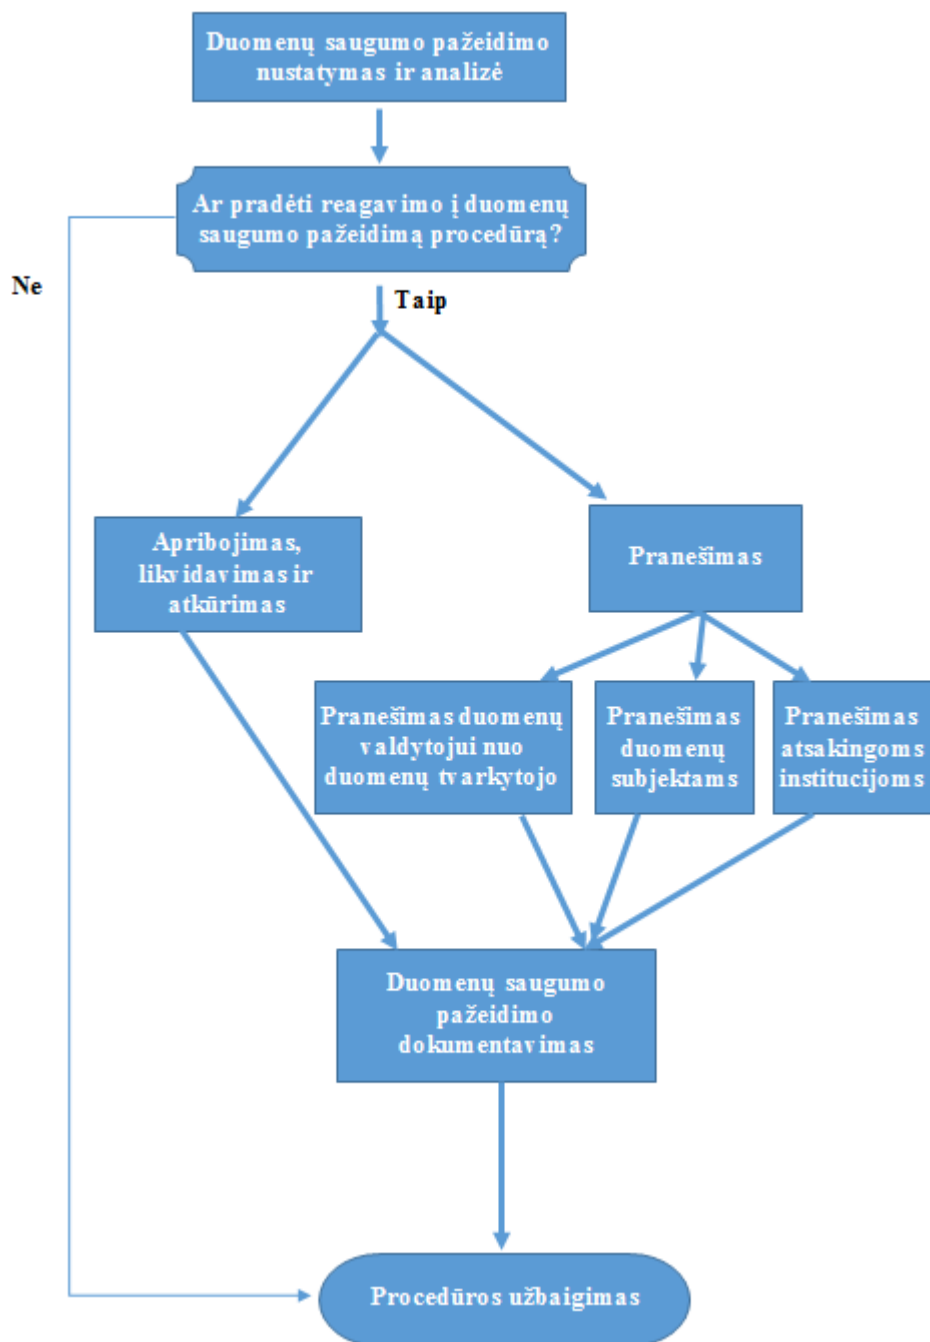 Duomenų saugumo pažeidimo
nustatymas ir analizė
Ar pradėti reagavimo į duomenų
saugumo pažeidimą procedūrą?
Ne
Taip
Apribojimas,
likvidavimas ir
atkūrimas
Pranešimas
Pranešimas duomenų
valdytojui nuo
duomenų tvarkytojo
Pranešimas
duomenų
subjektams
Pranešimas
atsakingoms
institucijoms
Duomenų saugumo
pažeidimo
dokumentavimas
Procedūros užbaigimas